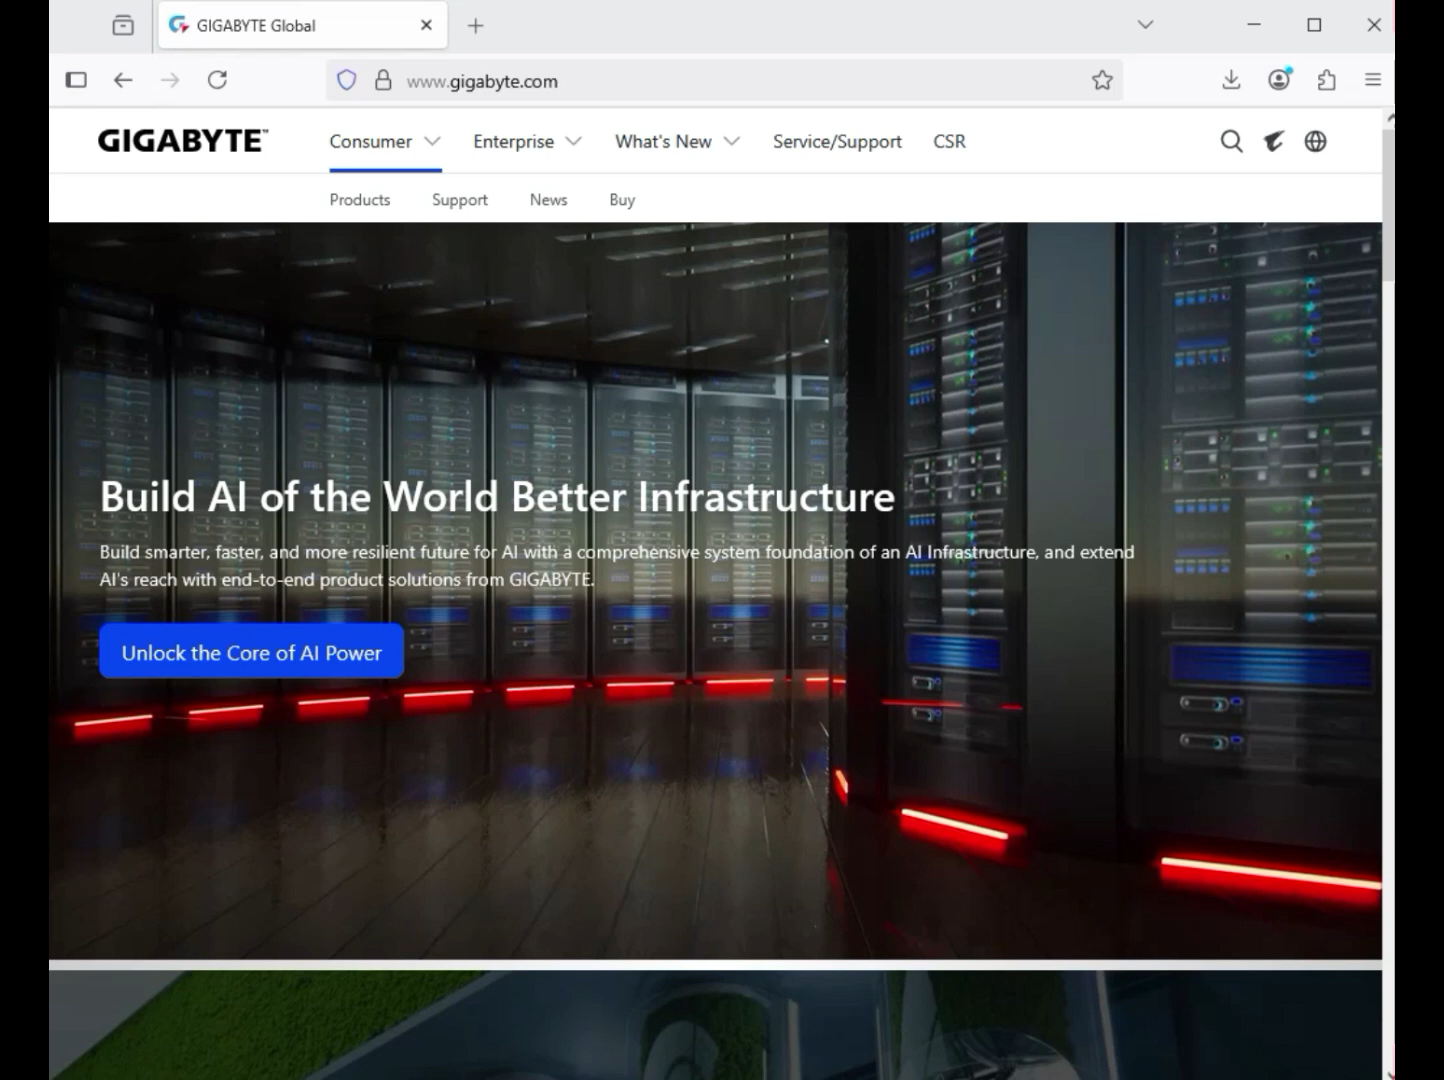 GIGABYTE Global
www.gigabyte.com
GIGABYTE™
Consumer
Enterprise
What's New
Service/Support
CSR
Products
Support
News
Buy
Build AI of the World Better Infrastructure
Build smarter, faster, and more resilient future for AI with a comprehensive system foundation of an AI Infrastructure, and extend
AI's reach with end-to-end product solutions from GIGABYTE.
Unlock the Core of AI Power